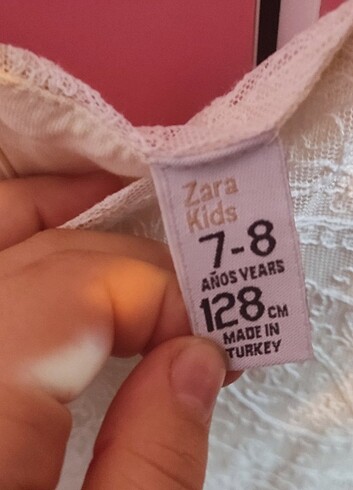 Zara
Kids
7-8
AÑOS YEARS
128 CM
MADE IN
TURKEY